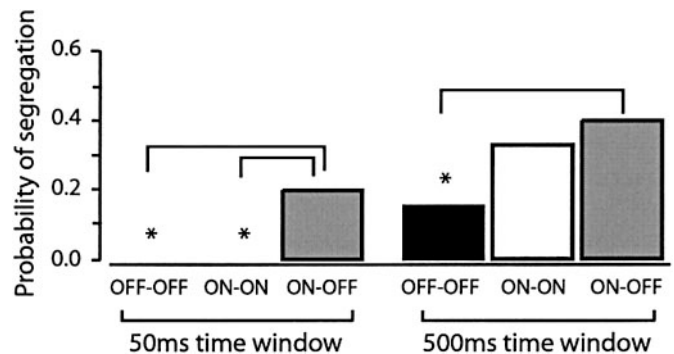 Probability of segregation
0.6
0.4
0.2
0.0
*
*
*
OFF-OFF ON-ON ON-OFF OFF-OFF ON-ON ON-OFF
50ms time window 500ms time window